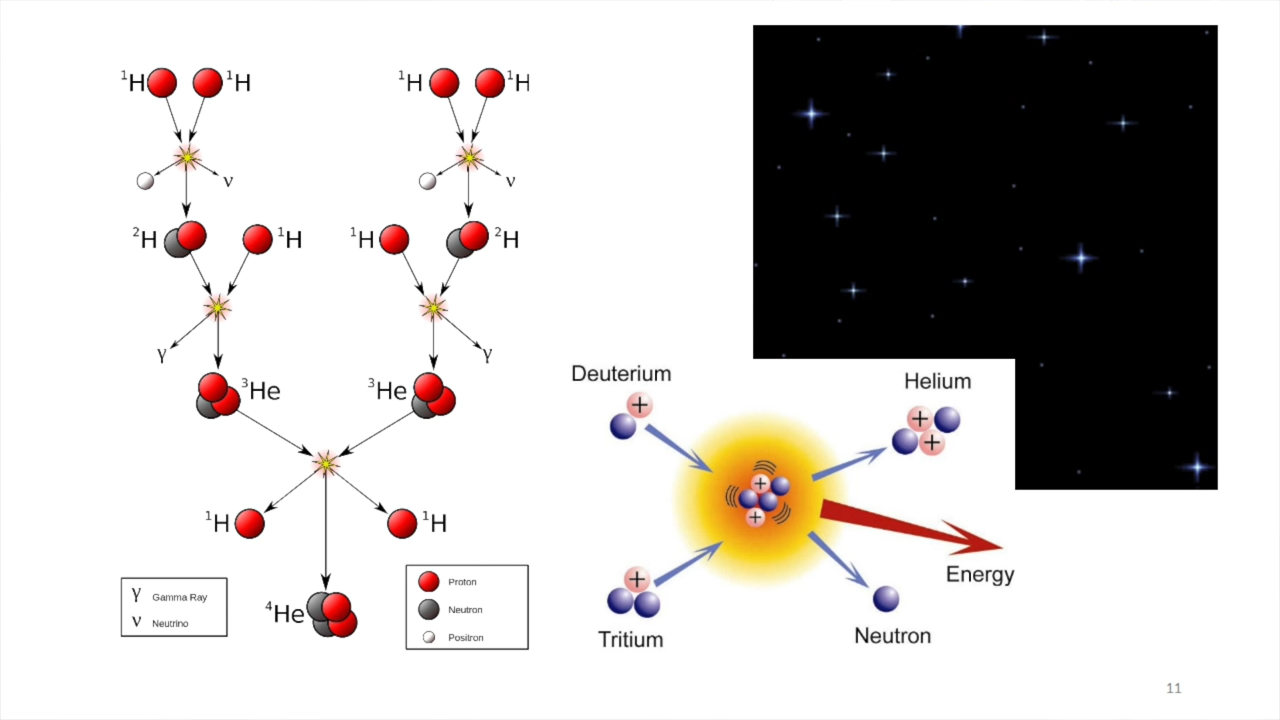 ¹H ¹H ¹H ¹H
ν ν
²H ¹H ¹H ²H
γ γ
³He ³He
¹H ¹H
⁴He
γ Gamma Ray
ν Neutrino
Proton
Neutron
Positron
Deuterium
Helium
+
+
+
+
+
+
Energy
Tritium
Neutron
11